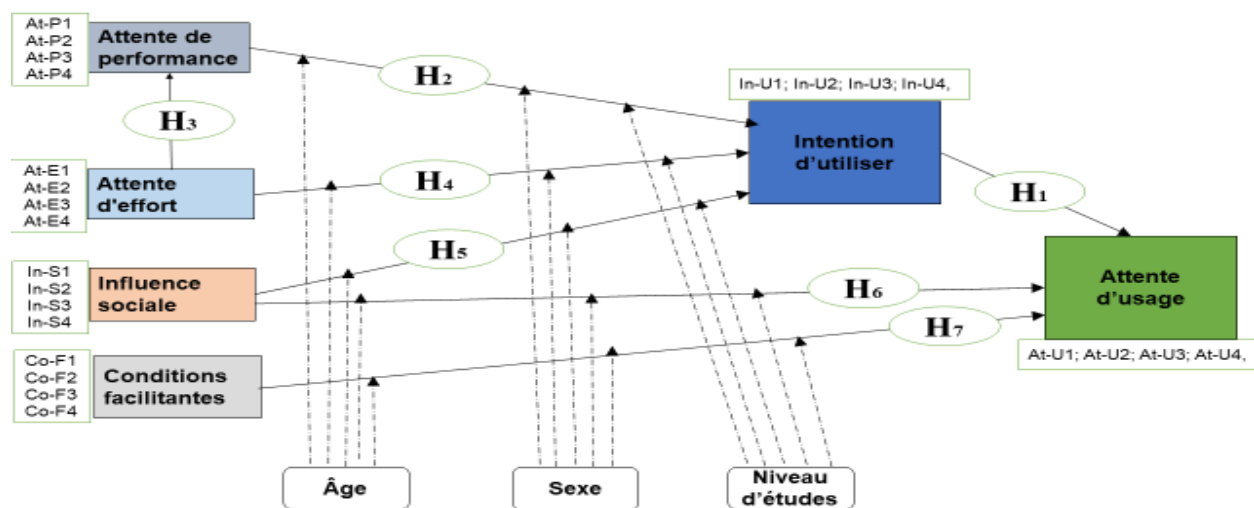 At-P1
At-P2
At-P3
At-P4
Attente de
performance
H2
In-U1; In-U2; In-U3; In-U4,
Intention
d'utiliser
H3
At-E1
At-E2
At-E3
At-E4
Attente
d'effort
H4
H1
H5
In-S1
In-S2
In-S3
In-S4
Influence
sociale
H6
Attente
d'usage
H7
At-U1; At-U2; At-U3; At-U4,
Co-F1
Co-F2
Co-F3
Co-F4
Conditions
facilitantes
Âge
Sexe
Niveau
d'études